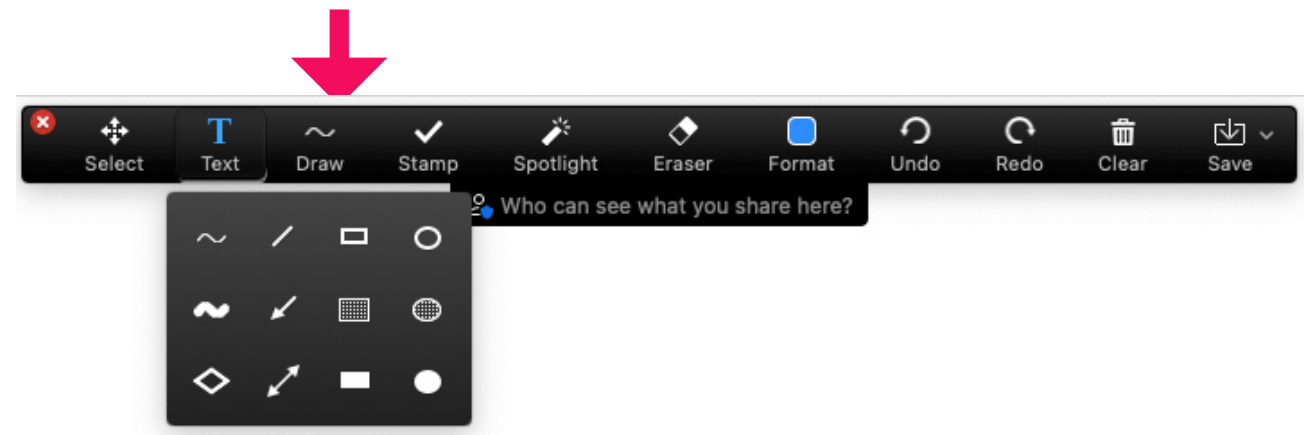 Select Text Draw Stamp Spotlight Eraser Format Undo Redo Clear Save
Who can see what you share here?